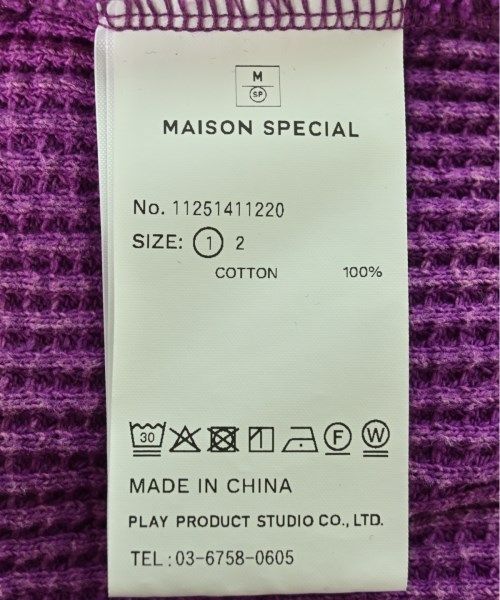 M
SP
MAISON SPECIAL
No. 11251411220
SIZE: 1 2
COTTON 100%
30 F W
MADE IN CHINA
PLAY PRODUCT STUDIO CO., LTD.
TEL : 03-6758-0605